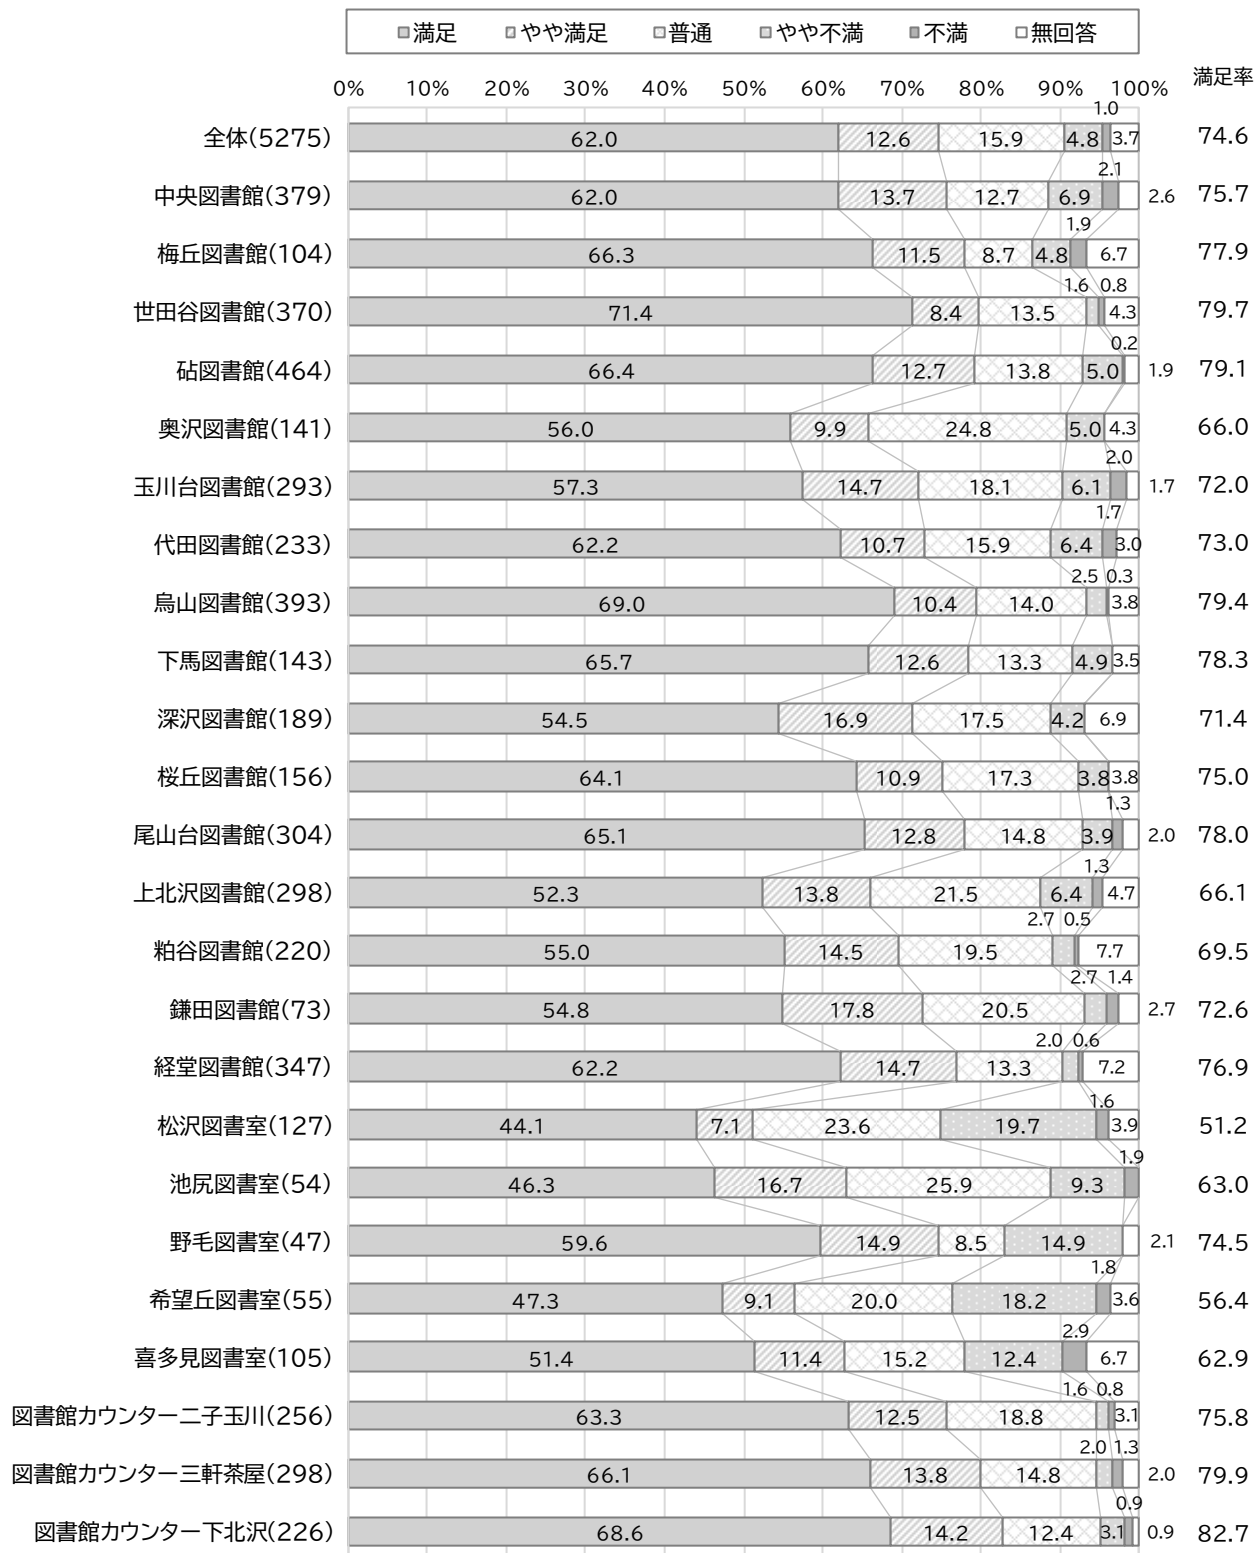 満足 やや満足 普通 やや不満 不満 無回答
0% 10% 20% 30% 40% 50% 60% 70% 80% 90% 100% 満足率
全体(5275) 62.0 12.6 15.9 4.8 1.0 3.7 74.6
中央図書館(379) 62.0 13.7 12.7 6.9 2.1 2.6 75.7
梅丘図書館(104) 66.3 11.5 8.7 4.8 1.9 6.7 77.9
世田谷図書館(370) 71.4 8.4 13.5 1.6 0.8 4.3 79.7
砧図書館(464) 66.4 12.7 13.8 5.0 0.2 1.9 79.1
奥沢図書館(141) 56.0 9.9 24.8 5.0 4.3 66.0
玉川台図書館(293) 57.3 14.7 18.1 6.1 2.0 1.7 72.0
代田図書館(233) 62.2 10.7 15.9 6.4 1.7 3.0 73.0
烏山図書館(393) 69.0 10.4 14.0 2.5 0.3 3.8 79.4
下馬図書館(143) 65.7 12.6 13.3 4.9 3.5 78.3
深沢図書館(189) 54.5 16.9 17.5 4.2 6.9 71.4
桜丘図書館(156) 64.1 10.9 17.3 3.8 3.8 75.0
尾山台図書館(304) 65.1 12.8 14.8 3.9 1.3 2.0 78.0
上北沢図書館(298) 52.3 13.8 21.5 6.4 1.3 4.7 66.1
粕谷図書館(220) 55.0 14.5 19.5 2.7 0.5 7.7 69.5
鎌田図書館(73) 54.8 17.8 20.5 2.7 1.4 2.7 72.6
経堂図書館(347) 62.2 14.7 13.3 2.0 0.6 7.2 76.9
松沢図書室(127) 44.1 7.1 23.6 19.7 1.6 3.9 51.2
池尻図書室(54) 46.3 16.7 25.9 9.3 1.9 63.0
野毛図書室(47) 59.6 14.9 8.5 14.9 2.1 74.5
希望丘図書室(55) 47.3 9.1 20.0 18.2 1.8 3.6 56.4
喜多見図書室(105) 51.4 11.4 15.2 12.4 2.9 6.7 62.9
図書館カウンター二子玉川(256) 63.3 12.5 18.8 1.6 0.8 3.1 75.8
図書館カウンター三軒茶屋(298) 66.1 13.8 14.8 2.0 1.3 2.0 79.9
図書館カウンター下北沢(226) 68.6 14.2 12.4 3.1 0.9 0.9 82.7